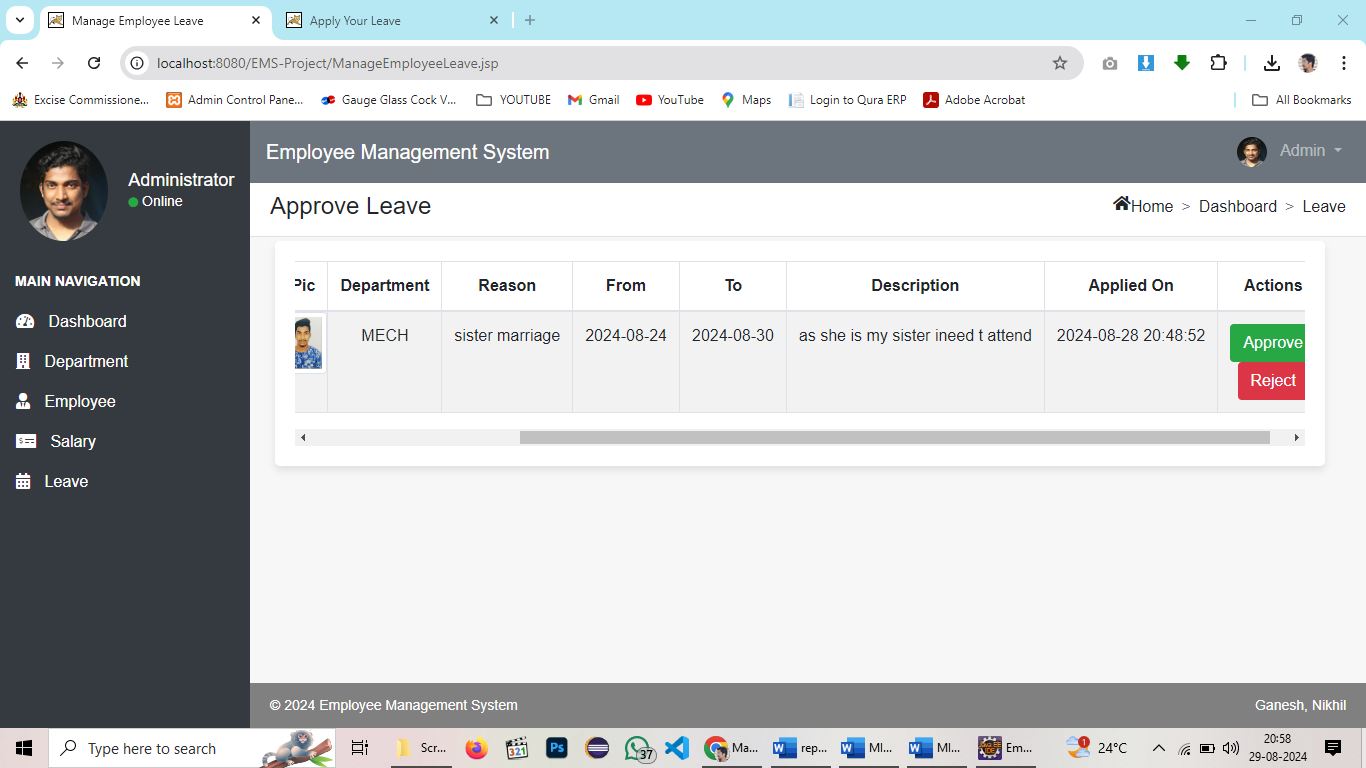 Manage Employee Leave
Apply Your Leave
localhost:8080/EMS-Project/ManageEmployeeLeave.jsp
Excise Commissione... Admin Control Pane... Gauge Glass Cock V... YOUTUBE Gmail YouTube Maps Login to Qura ERP Adobe Acrobat All Bookmarks
Employee Management System
Admin
Administrator
Online
MAIN NAVIGATION
Dashboard
Department
Employee
Salary
Leave
Approve Leave
Home > Dashboard > Leave
Pic Department Reason From To Description Applied On Actions
MECH sister marriage 2024-08-24 2024-08-30 as she is my sister ineed t attend 2024-08-28 20:48:52 Approve
Reject
© 2024 Employee Management System
Ganesh, Nikhil
Type here to search
321
Ps
37
Scr...
Ma...
rep...
MI...
MI...
Em...
1
24°C
20:58
29-08-2024